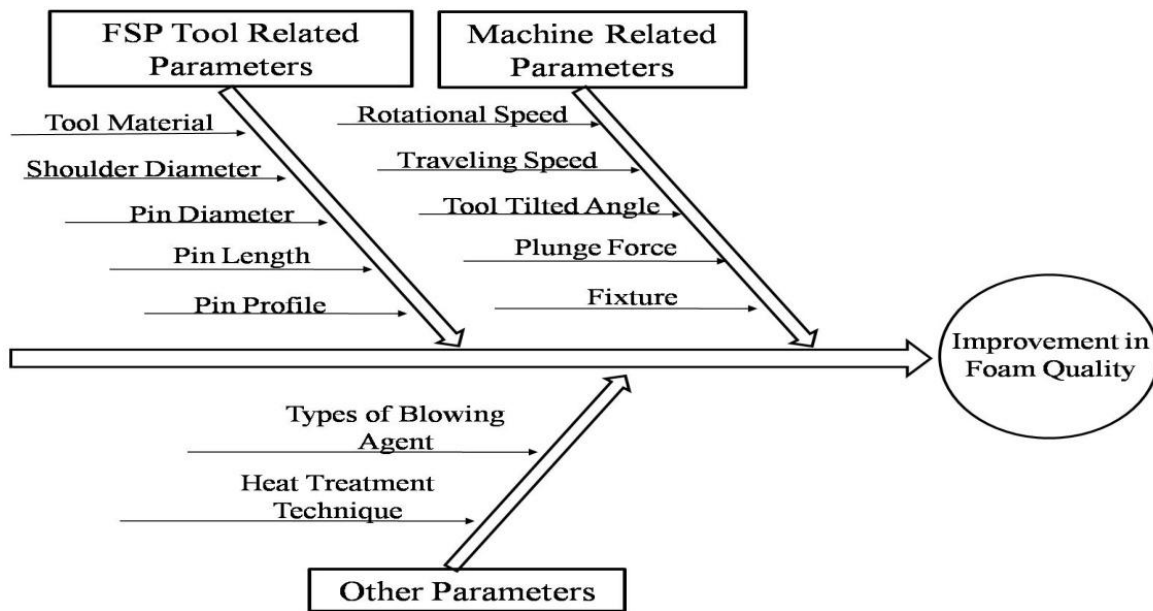 FSP Tool Related
Parameters
Machine Related
Parameters
Tool Material
Shoulder Diameter
Pin Diameter
Pin Length
Pin Profile
Rotational Speed
Traveling Speed
Tool Tilted Angle
Plunge Force
Fixture
Improvement in
Foam Quality
Types of Blowing
Agent
Heat Treatment
Technique
Other Parameters